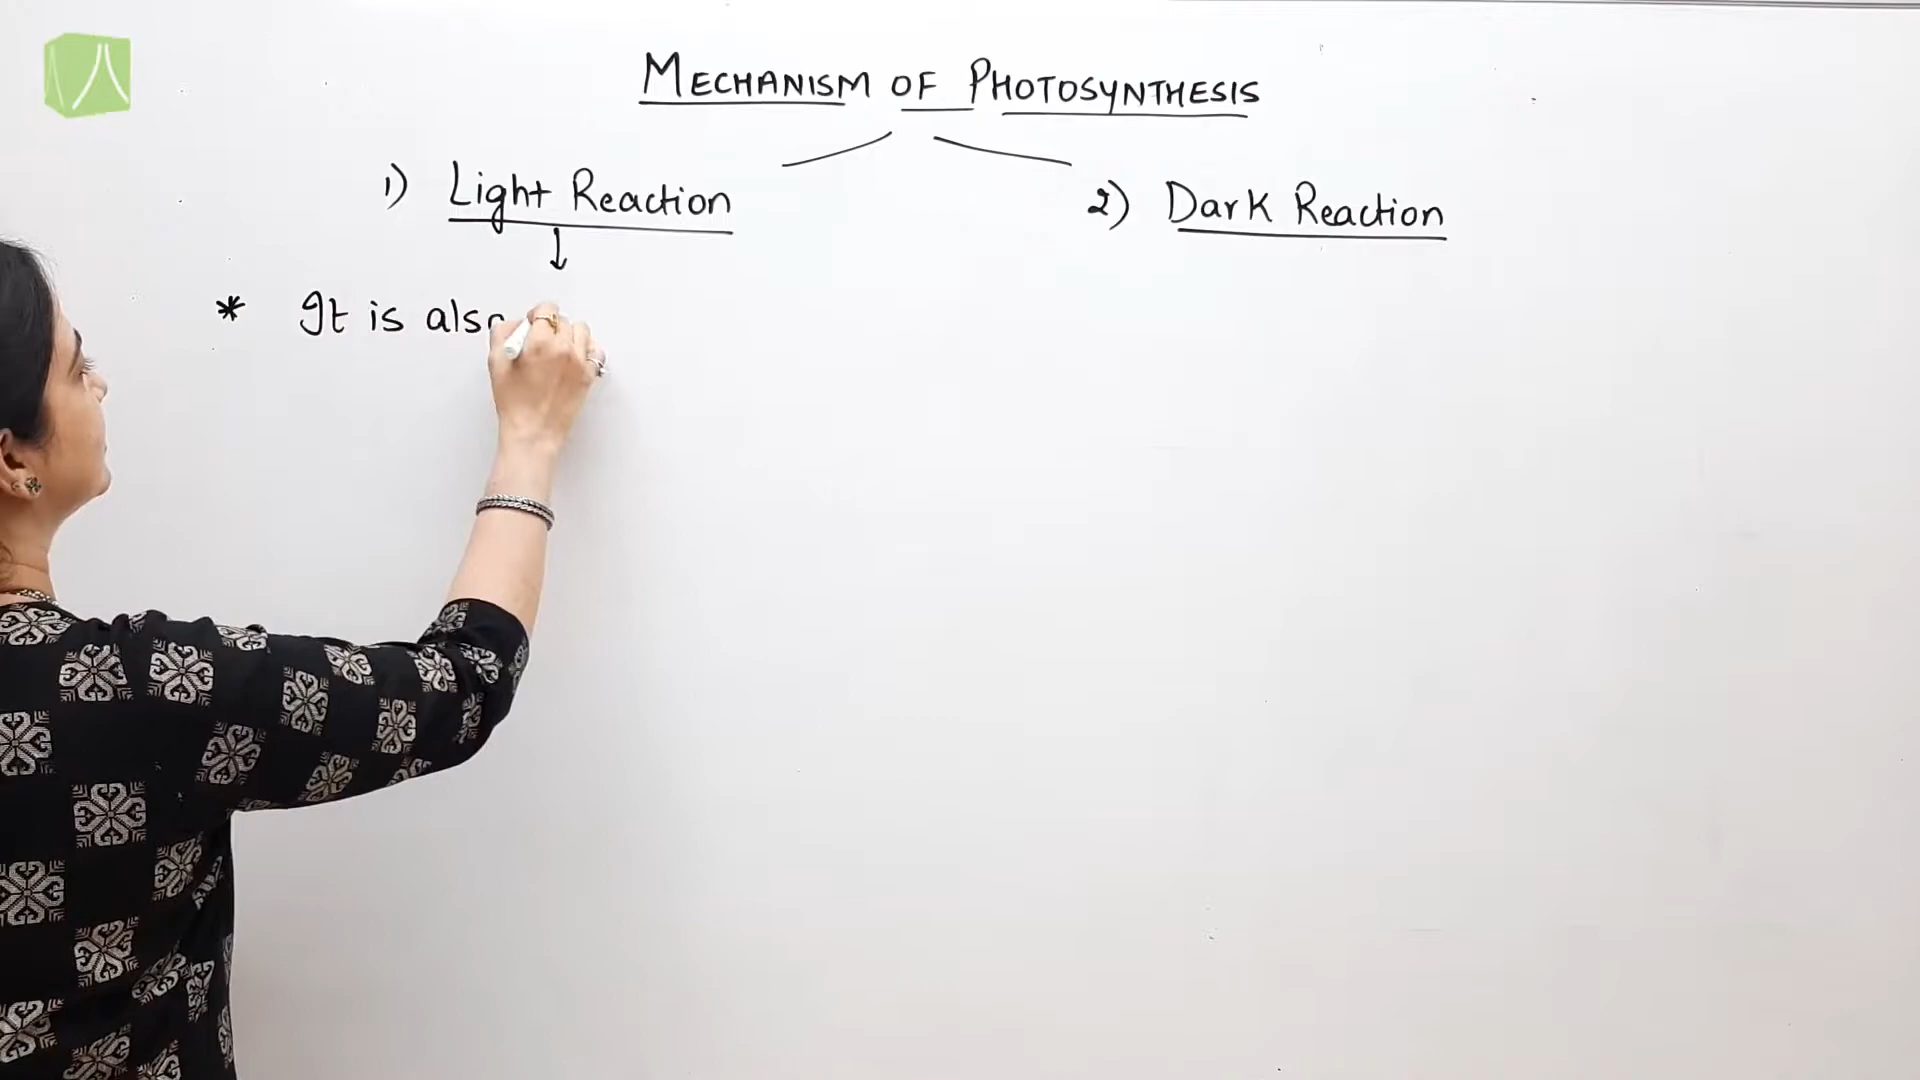 MECHANISM OF PHOTOSYNTHESIS
1) Light Reaction
2) Dark Reaction
* It is also